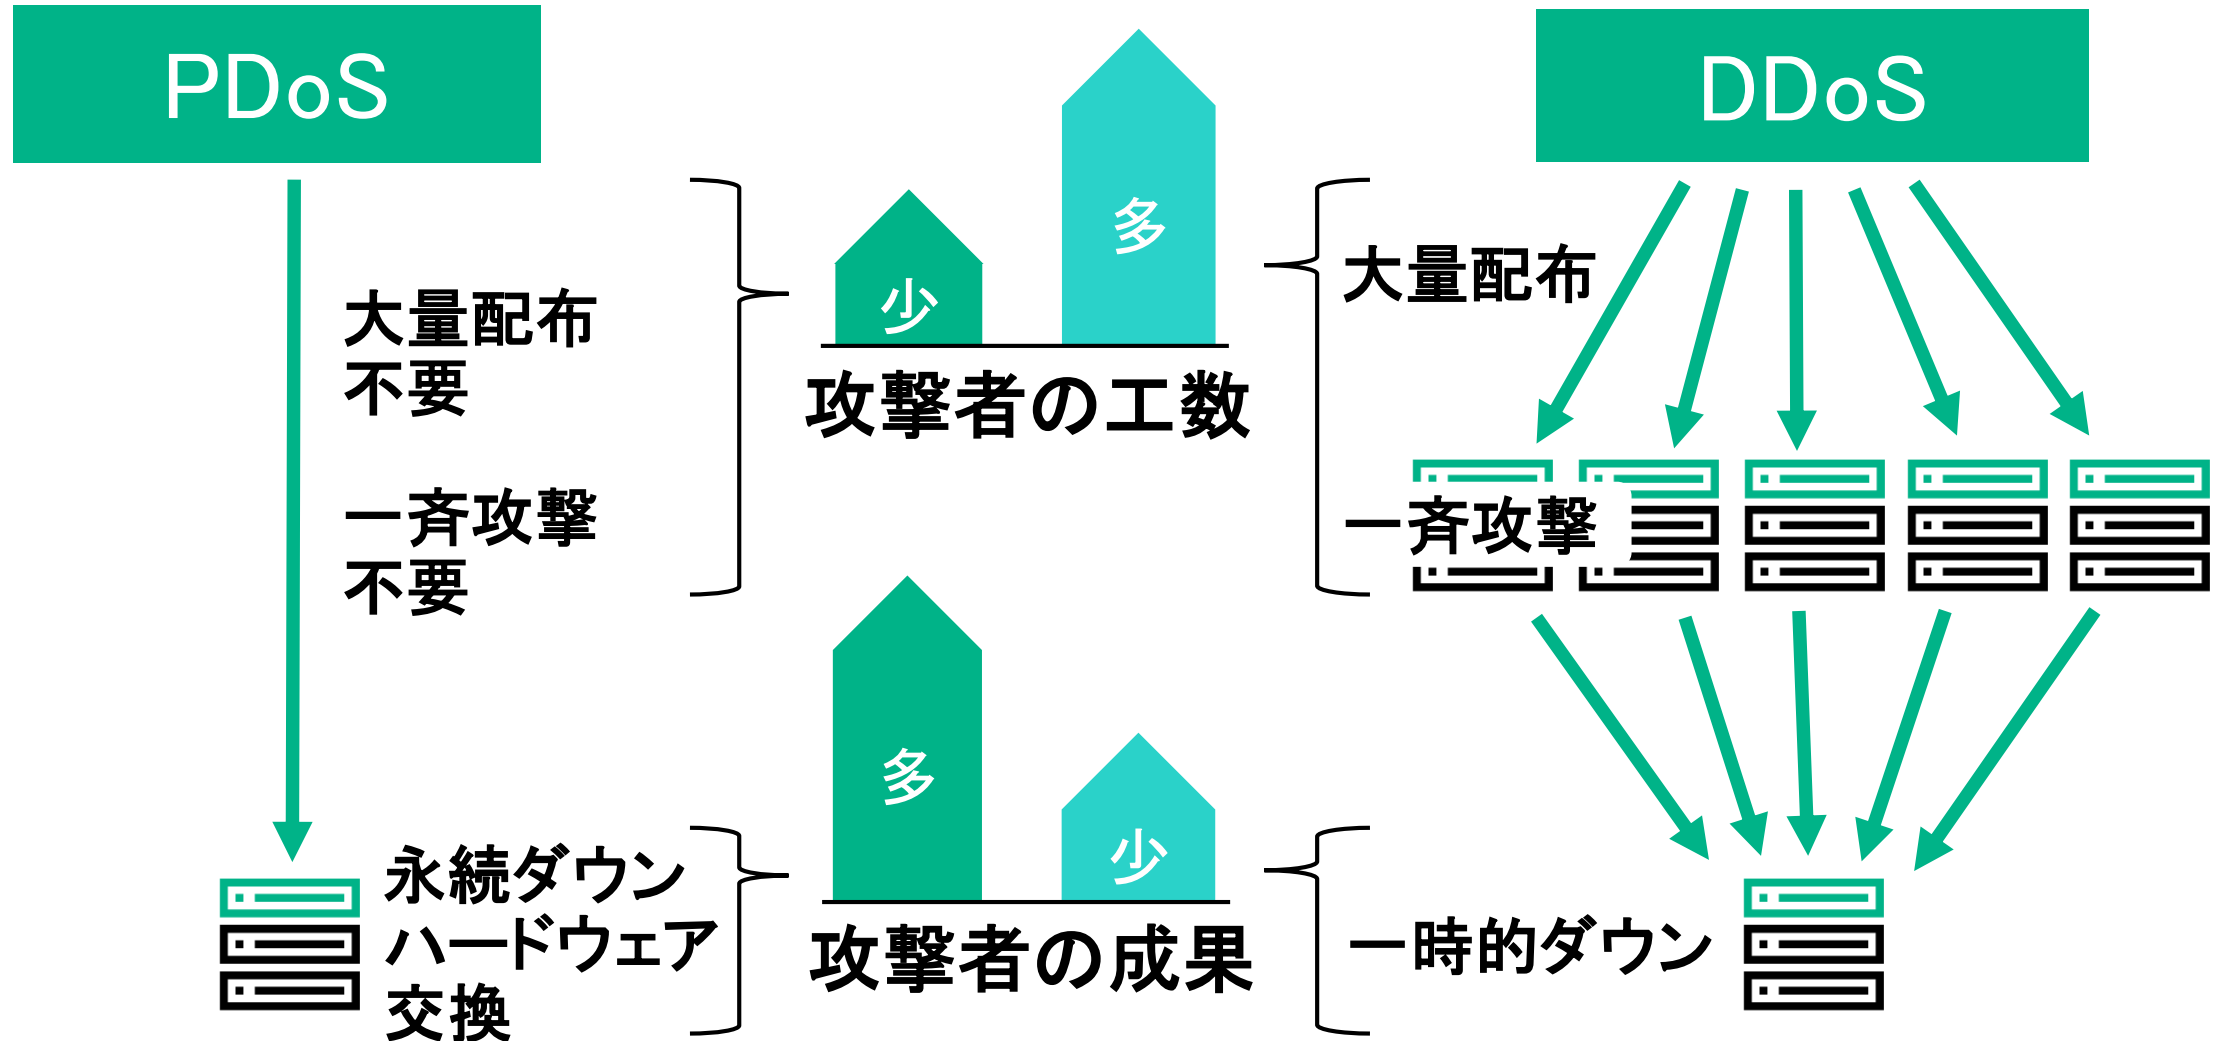 PDoS
大量配布
不要
一斉攻撃
不要
永続ダウン
ハードウェア
交換
少
多
攻撃者の工数
多
少
攻撃者の成果
DDoS
大量配布
一斉攻撃
一時的ダウン